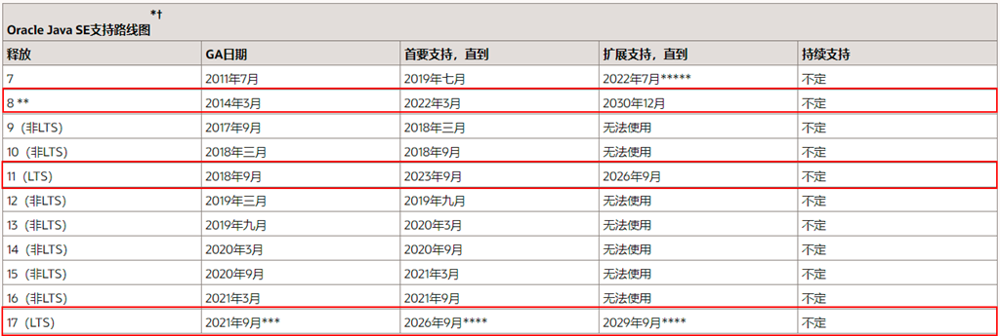 *†
Oracle Java SE支持路线图
释放 GA日期 首要支持，直到 扩展支持，直到 持续支持
7 2011年7月 2019年七月 2022年7月***** 不定
8 ** 2014年3月 2022年3月 2030年12月 不定
9（非LTS） 2017年9月 2018年三月 无法使用 不定
10（非LTS） 2018年三月 2018年9月 无法使用 不定
11（LTS） 2018年9月 2023年9月 2026年9月 不定
12（非LTS） 2019年三月 2019年九月 无法使用 不定
13（非LTS） 2019年九月 2020年3月 无法使用 不定
14（非LTS） 2020年3月 2020年9月 无法使用 不定
15（非LTS） 2020年9月 2021年3月 无法使用 不定
16（非LTS） 2021年3月 2021年9月 无法使用 不定
17（LTS） 2021年9月*** 2026年9月**** 2029年9月**** 不定